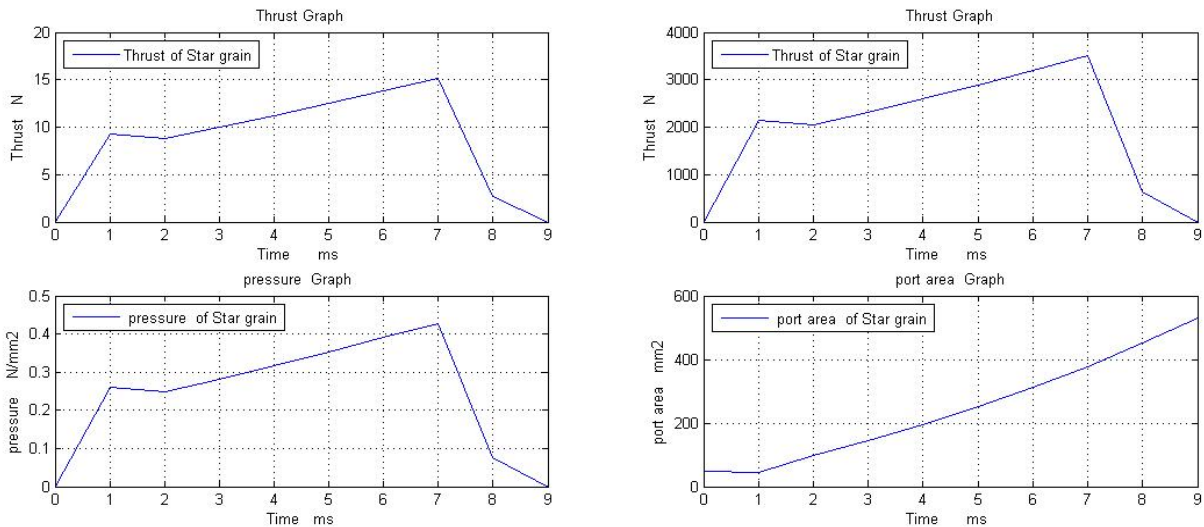 Thrust Graph
20
15
10
5
0
Thrust N
Thrust of Star grain
0 1 2 3 4 5 6 7 8 9
Time ms
Thrust Graph
4000
3000
2000
1000
0
Thrust N
Thrust of Star grain
0 1 2 3 4 5 6 7 8 9
Time ms
pressure Graph
0.5
0.4
0.3
0.2
0.1
0
pressure N/mm2
pressure of Star grain
0 1 2 3 4 5 6 7 8 9
Time ms
port area Graph
600
400
200
0
port area mm2
port area of Star grain
0 1 2 3 4 5 6 7 8 9
Time ms